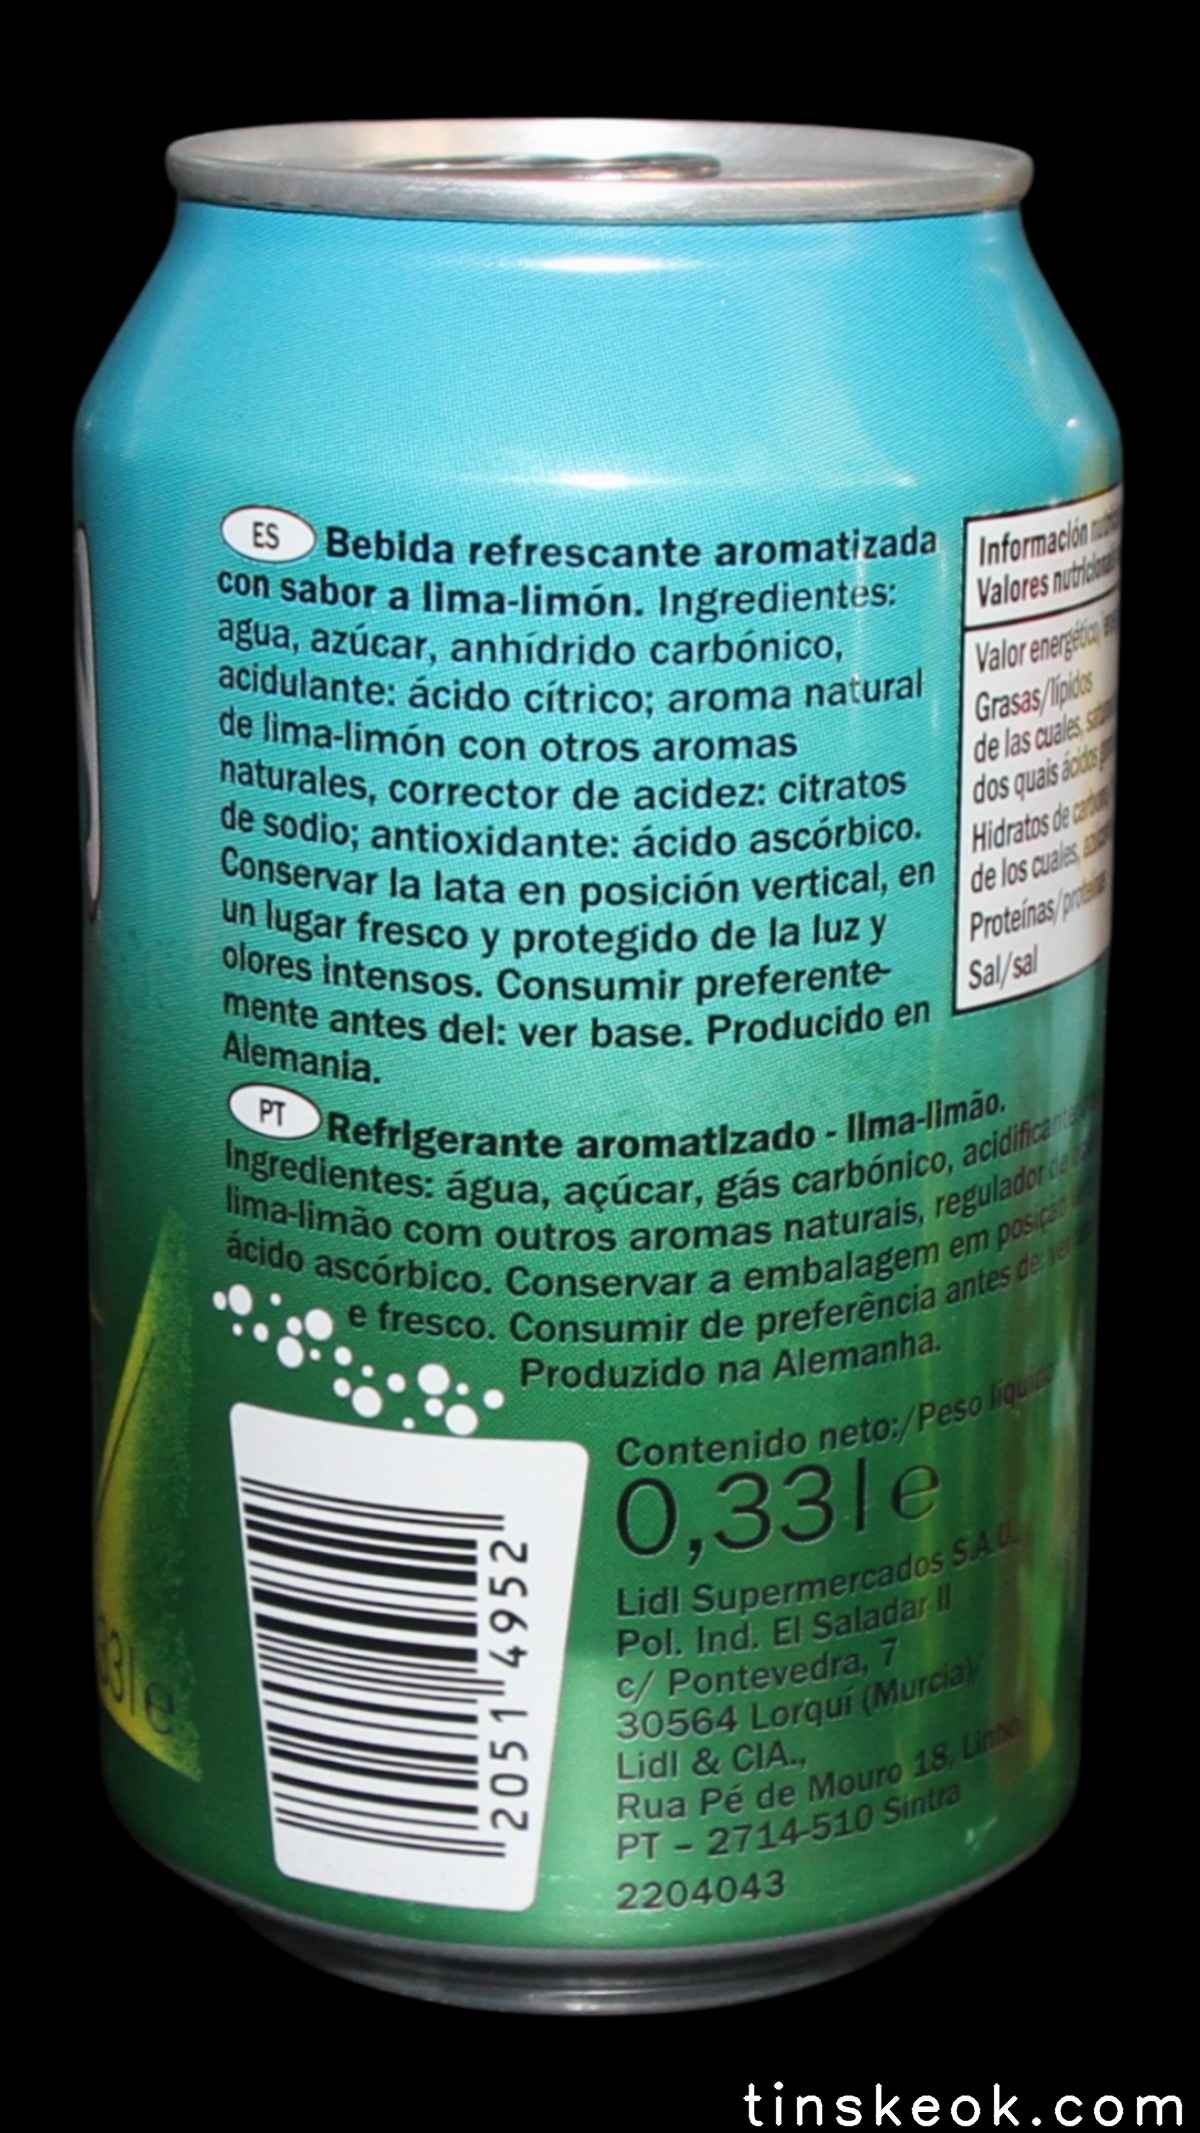 ES Bebida refrescante aromatizada
con sabor a lima-limón. Ingredientes:
agua, azúcar, anhídrido carbónico,
acidulante: ácido cítrico; aroma natural
de lima-limón con otros aromas
naturales, corrector de acidez: citratos
de sodio; antioxidante: ácido ascórbico.
Conservar la lata en posición vertical, en
un lugar fresco y protegido de la luz y
olores intensos. Consumir preferente-
mente antes del: ver base. Producido en
Alemania.
PT Refrigerante aromatizado - lima-limão.
Ingredientes: água, açúcar, gás carbónico,
lima-limão com outros aromas naturais, regulador de
ácido ascórbico. Conservar a embalagem em posição
e fresco. Consumir de preferência antes de: ver
Produzido na Alemanha.
Información
Valores
Valor energético,
Grasas/lípidos
de las cuales,
dos quais ácidos
Hidratos de
de los cuales,
Proteínas/
Sal/sal
Contenido neto:/Peso líquido
0,33 l e
Lidl Supermercados S.A.U.
Pol. Ind. El Saladar II
c/ Pontevedra, 7
30564 Lorquí (Murcia)
Lidl & CIA.,
Rua Pé de Mouro 18, Linhó
PT - 2714-510 Sintra
2204043
2051 4952
33 l e
tinskeok.com